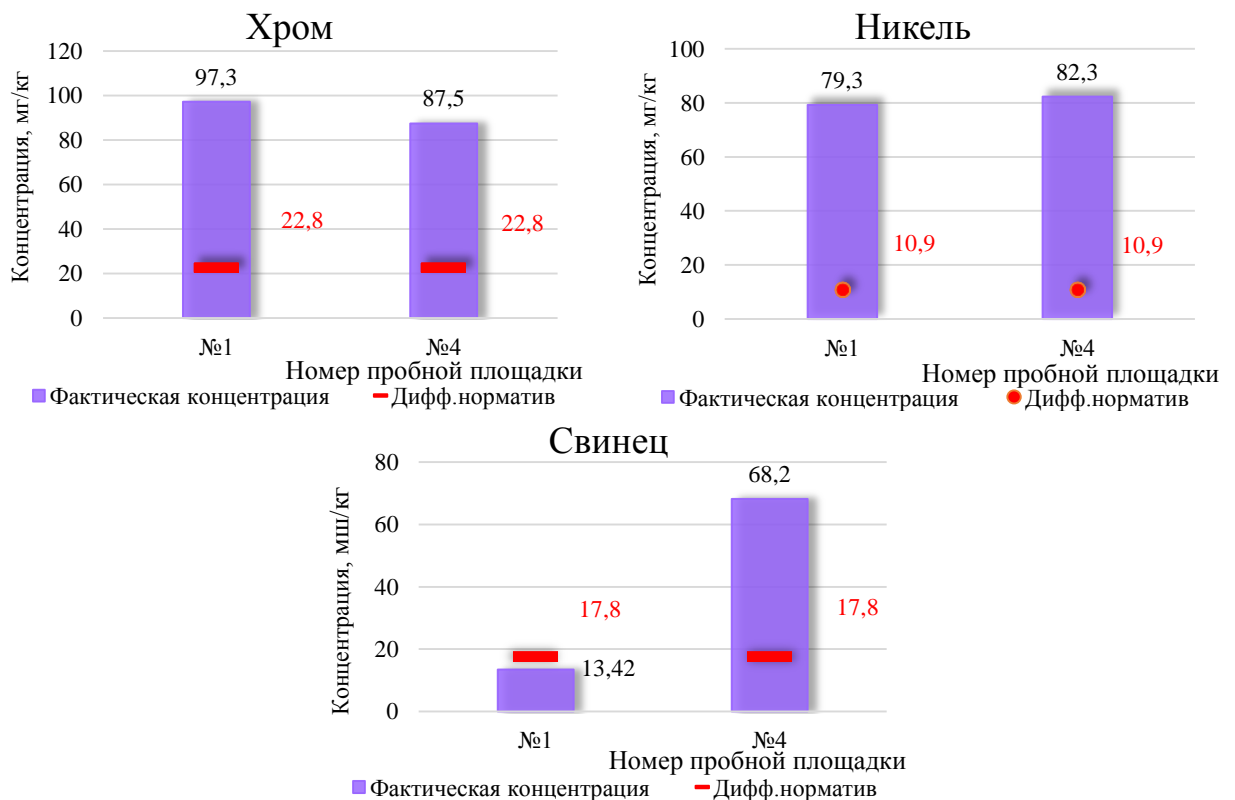 Хром
Концентрация, мг/кг
120
100
80
60
40
20
0
97,3
87,5
22,8
22,8
№1
№4
Номер пробной площадки
Фактическая концентрация
Дифф.норматив
Никель
Концентрация, мг/кг
100
80
60
40
20
0
79,3
82,3
10,9
10,9
№1
№4
Номер пробной площадки
Фактическая концентрация
Дифф.норматив
Свинец
Концентрация, мш/кг
80
60
40
20
0
68,2
17,8
17,8
13,42
№1
№4
Номер пробной площадки
Фактическая концентрация
Дифф.норматив